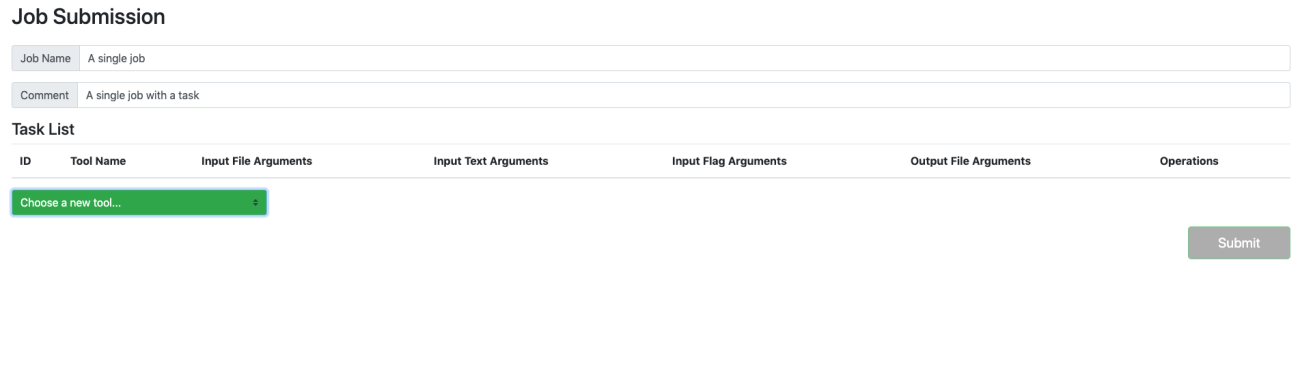 Job Submission
Job Name A single job
Comment A single job with a task
Task List
ID Tool Name Input File Arguments Input Text Arguments Input Flag Arguments Output File Arguments Operations
Choose a new tool...
Submit